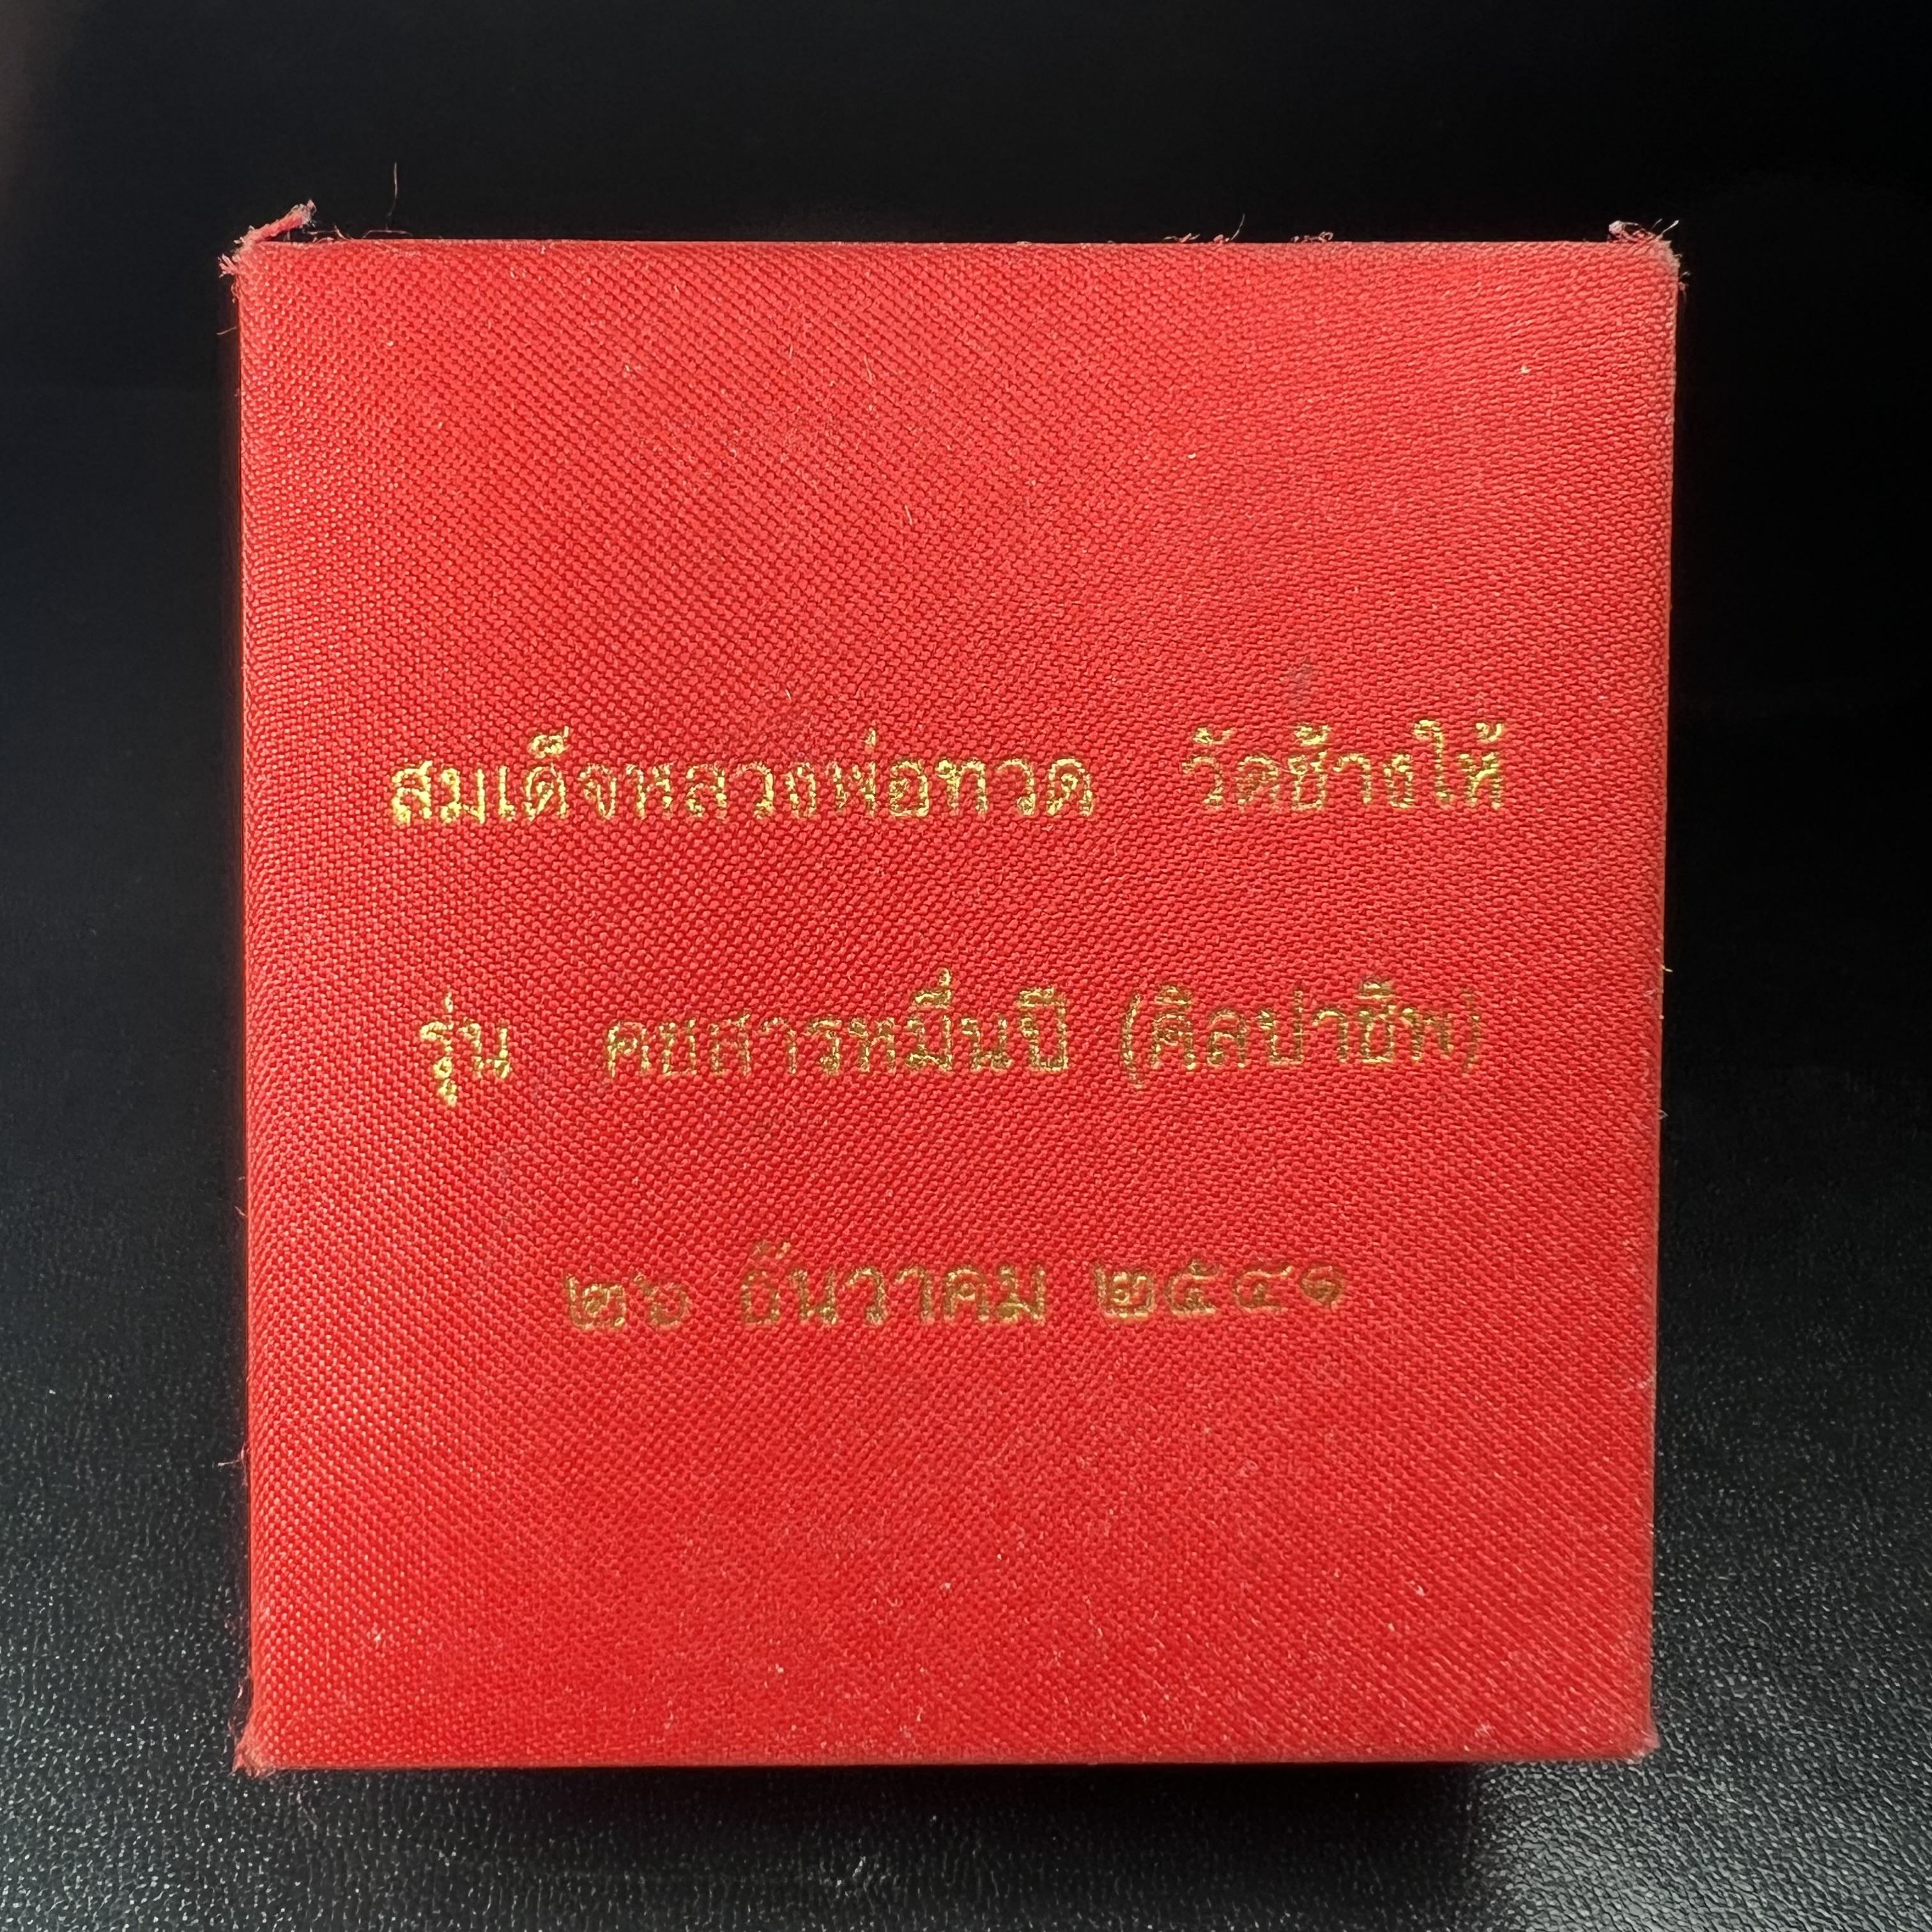 สมเด็จหลวงพ่อทวด วัดช้างให้
รุ่น คชสารหมื่นปี (ศิลปาชีพ)
๒๖ ธันวาคม ๒๕๔๑